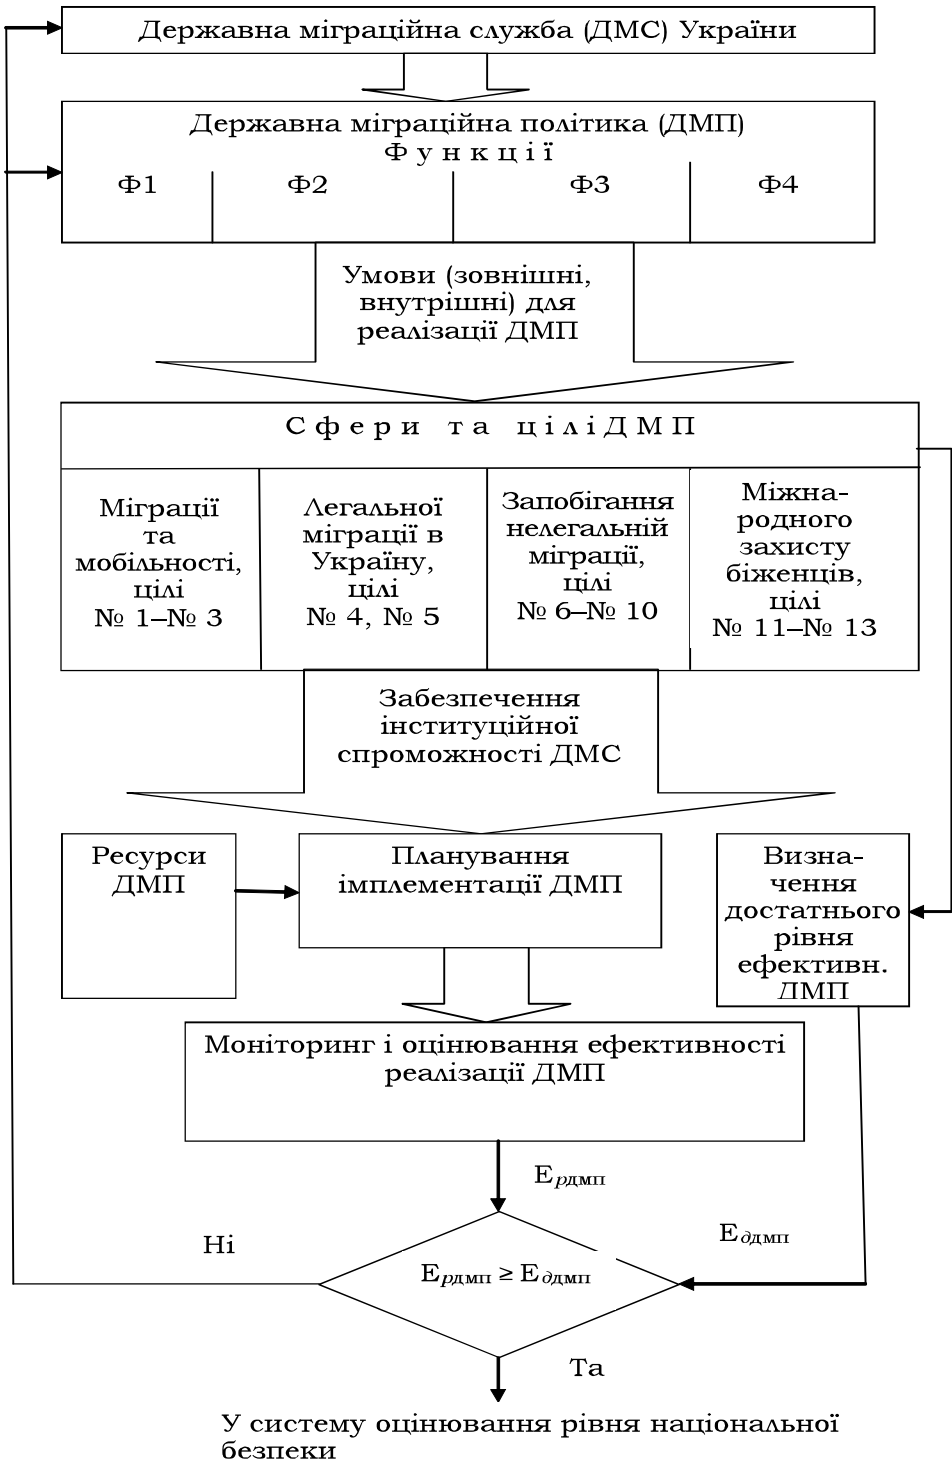 Державна міграційна служба (ДМС) України
Державна міграційна політика (ДМП)
Ф у н к ц і ї
Ф1 Ф2 Ф3 Ф4
Умови (зовнішні,
внутрішні) для
реалізації ДМП
С ф е р и т а ц і л і Д М П
Міграції
та
мобільності,
цілі
№ 1–№ 3
Легальної
міграції в
Україну,
цілі
№ 4, № 5
Запобігання
нелегальній
міграції,
цілі
№ 6–№ 10
Міжна-
родного
захисту
біженців,
цілі
№ 11–№ 13
Забезпечення
інституційної
спроможності ДМС
Ресурси
ДМП
Планування
імплементації ДМП
Визна-
чення
достатнього
рівня
ефективн.
ДМП
Моніторинг і оцінювання ефективності
реалізації ДМП
Ердмп
Ні
Еддмп
Ердмп ≥ Еддмп
Та
У систему оцінювання рівня національної
безпеки